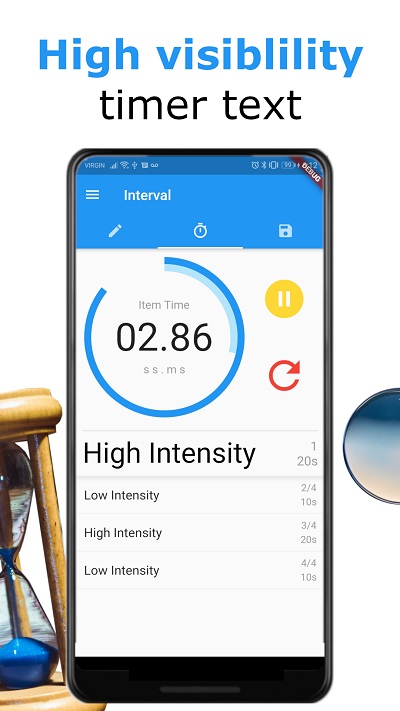 High visiblility
timer text
VIRGIN
99
12
DEBUG
Interval
Item Time
02.86
ss.ms
High Intensity
1
20s
Low Intensity
2/4
10s
High Intensity
3/4
20s
Low Intensity
4/4
10s